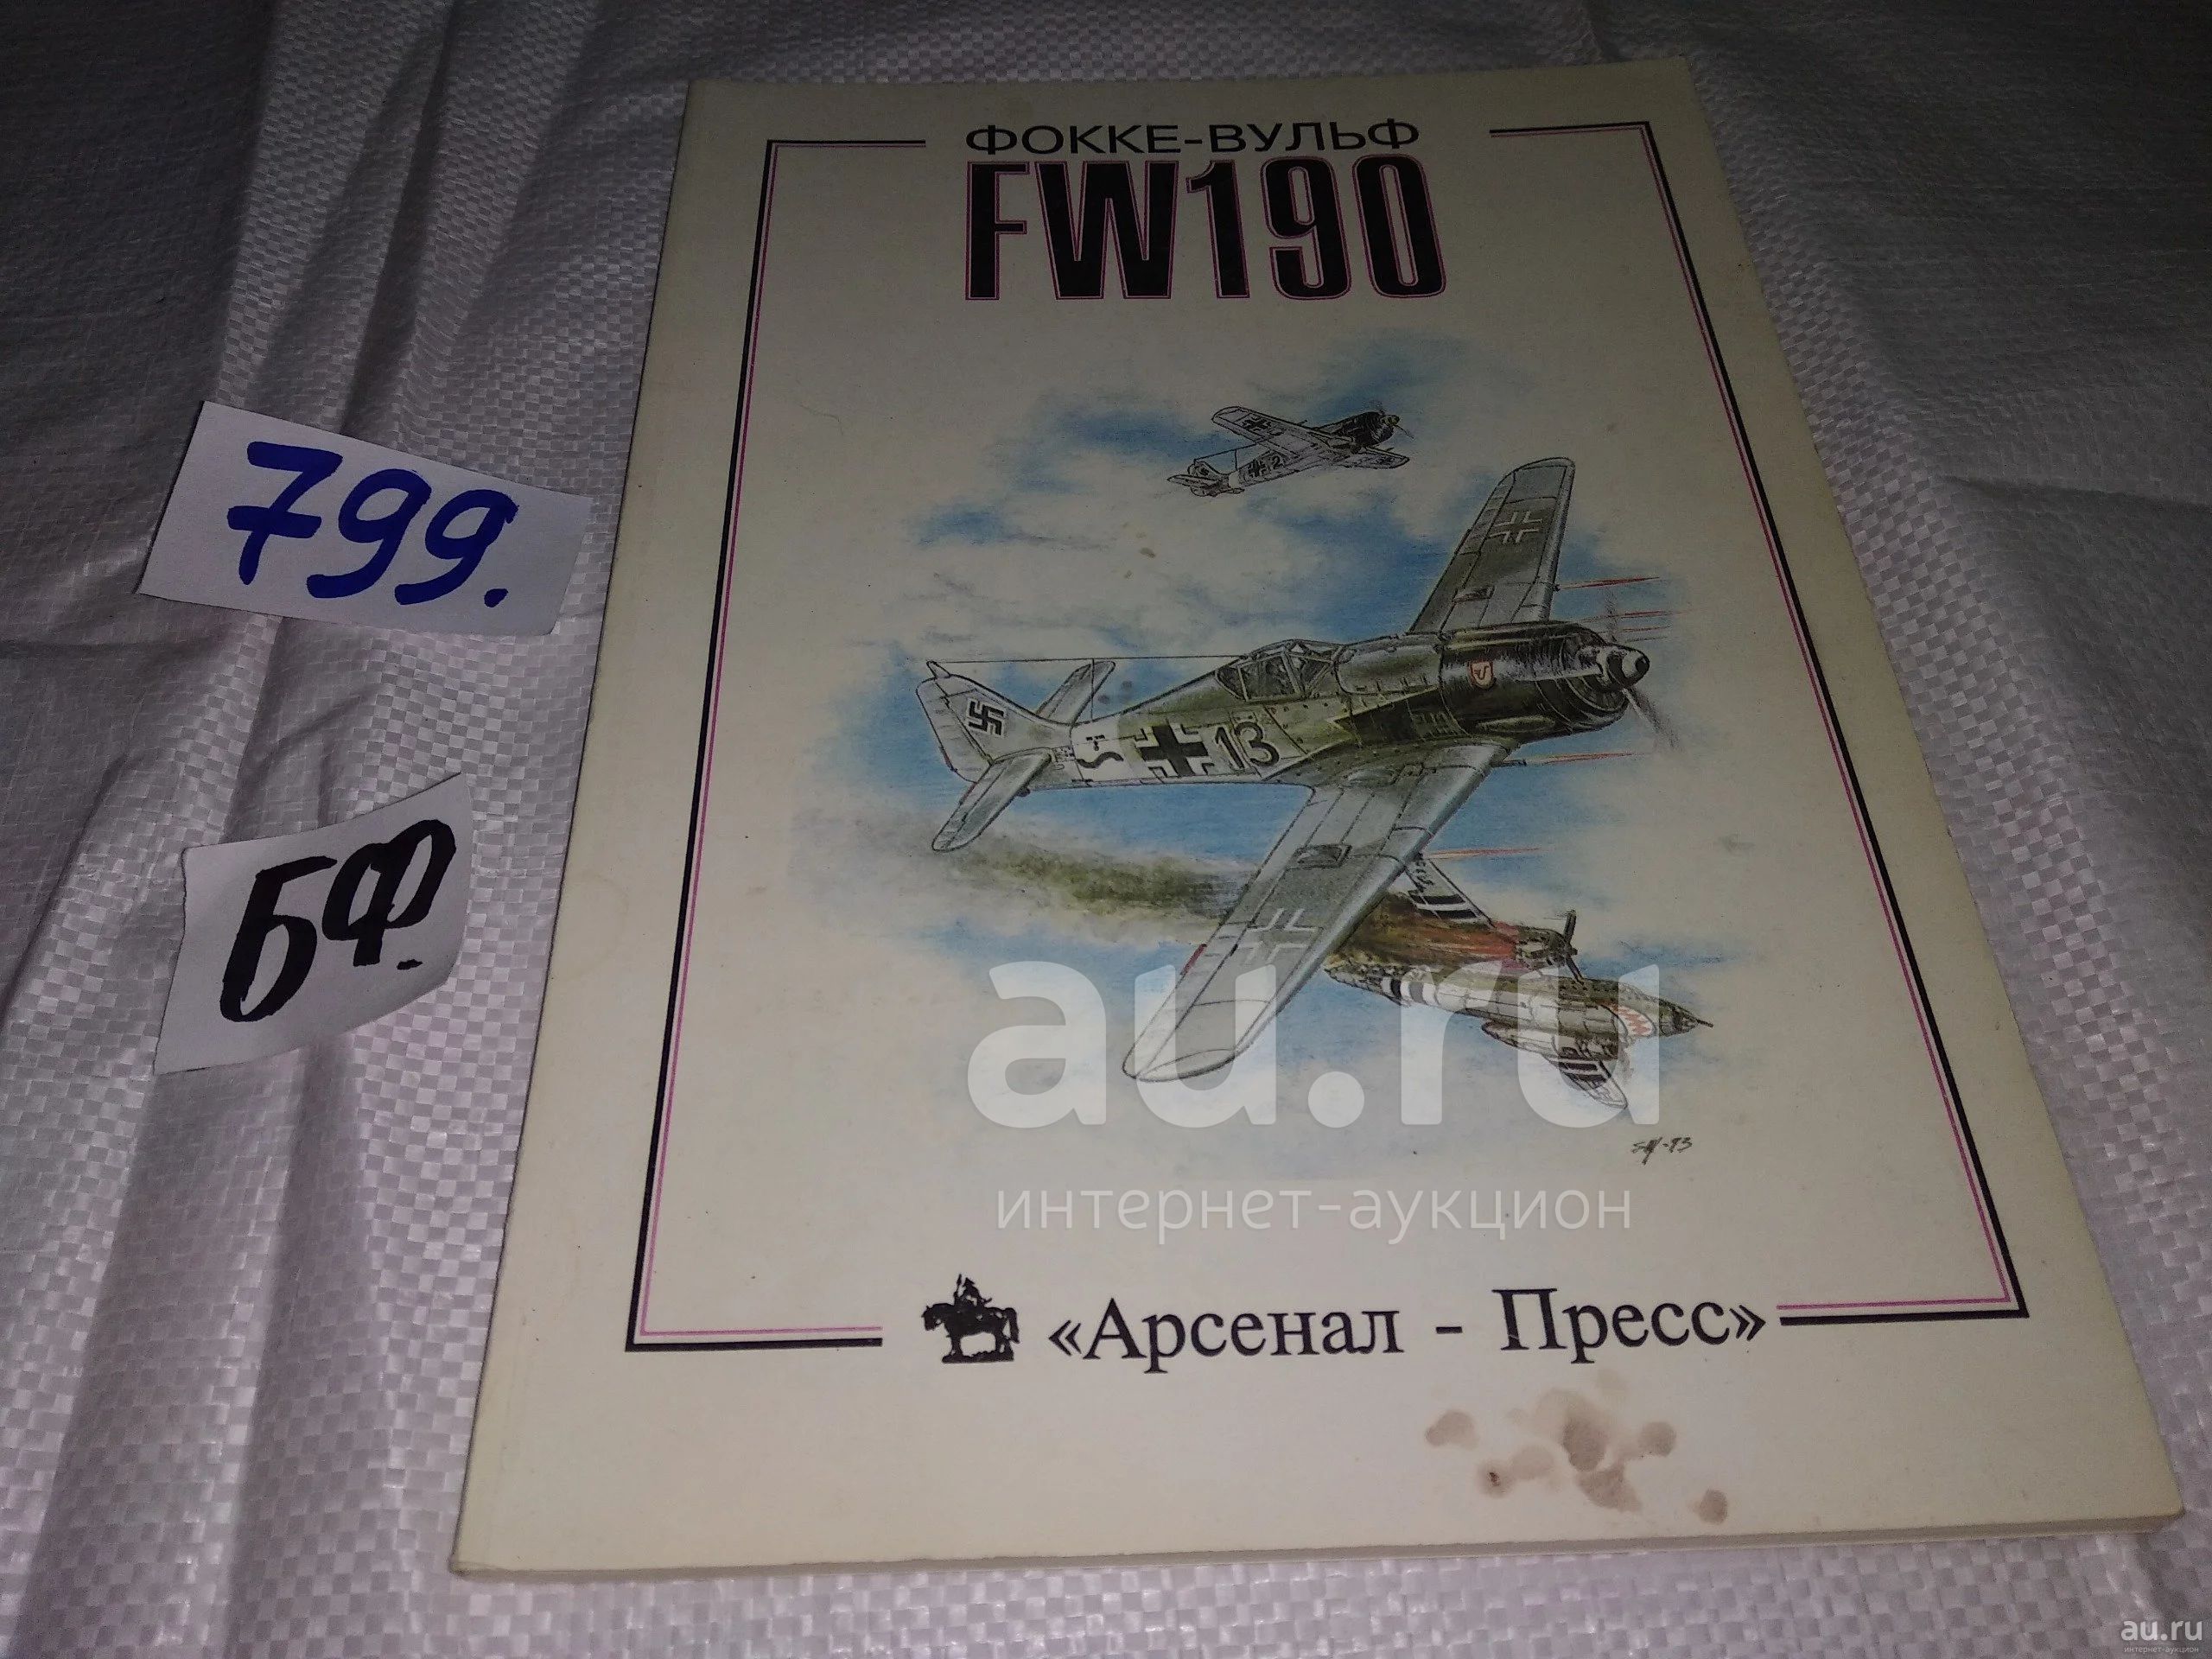 ФОККЕ-ВУЛЬФ
FW190
799.
БФ.
13
au.ru
интернет-аукцион
«Арсенал - Пресс»
au.ru
интернет-аукцион